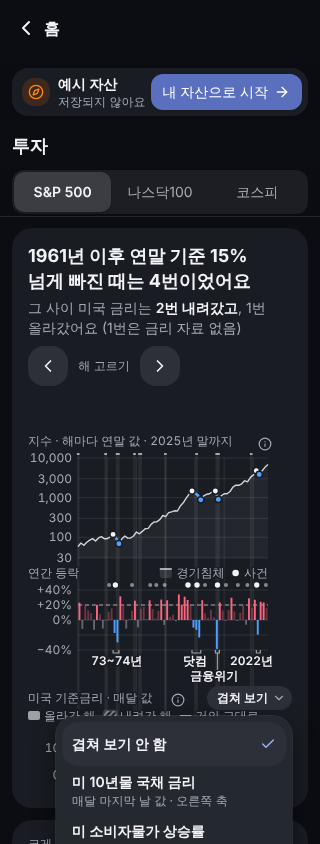 홈
예시 자산
저장되지 않아요
내 자산으로 시작
투자
S&P 500
나스닥100
코스피
1961년 이후 연말 기준 15%
넘게 빠진 때는 4번이었어요
그 사이 미국 금리는 2번 내려갔고, 1번
올라갔어요 (1번은 금리 자료 없음)
해 고르기
지수 · 해마다 연말 값 · 2025년 말까지
10,000
3,000
1,000
300
100
30
연간 등락
경기침체
사건
+40%
+20%
0%
−40%
73~74년
닷컴
2022년
금융위기
미국 기준금리 · 매달 값
겹쳐 보기
겹쳐 보기 안 함
미 10년물 국채 금리
매달 마지막 날 값 · 오른쪽 축
미 소비자물가 상승률